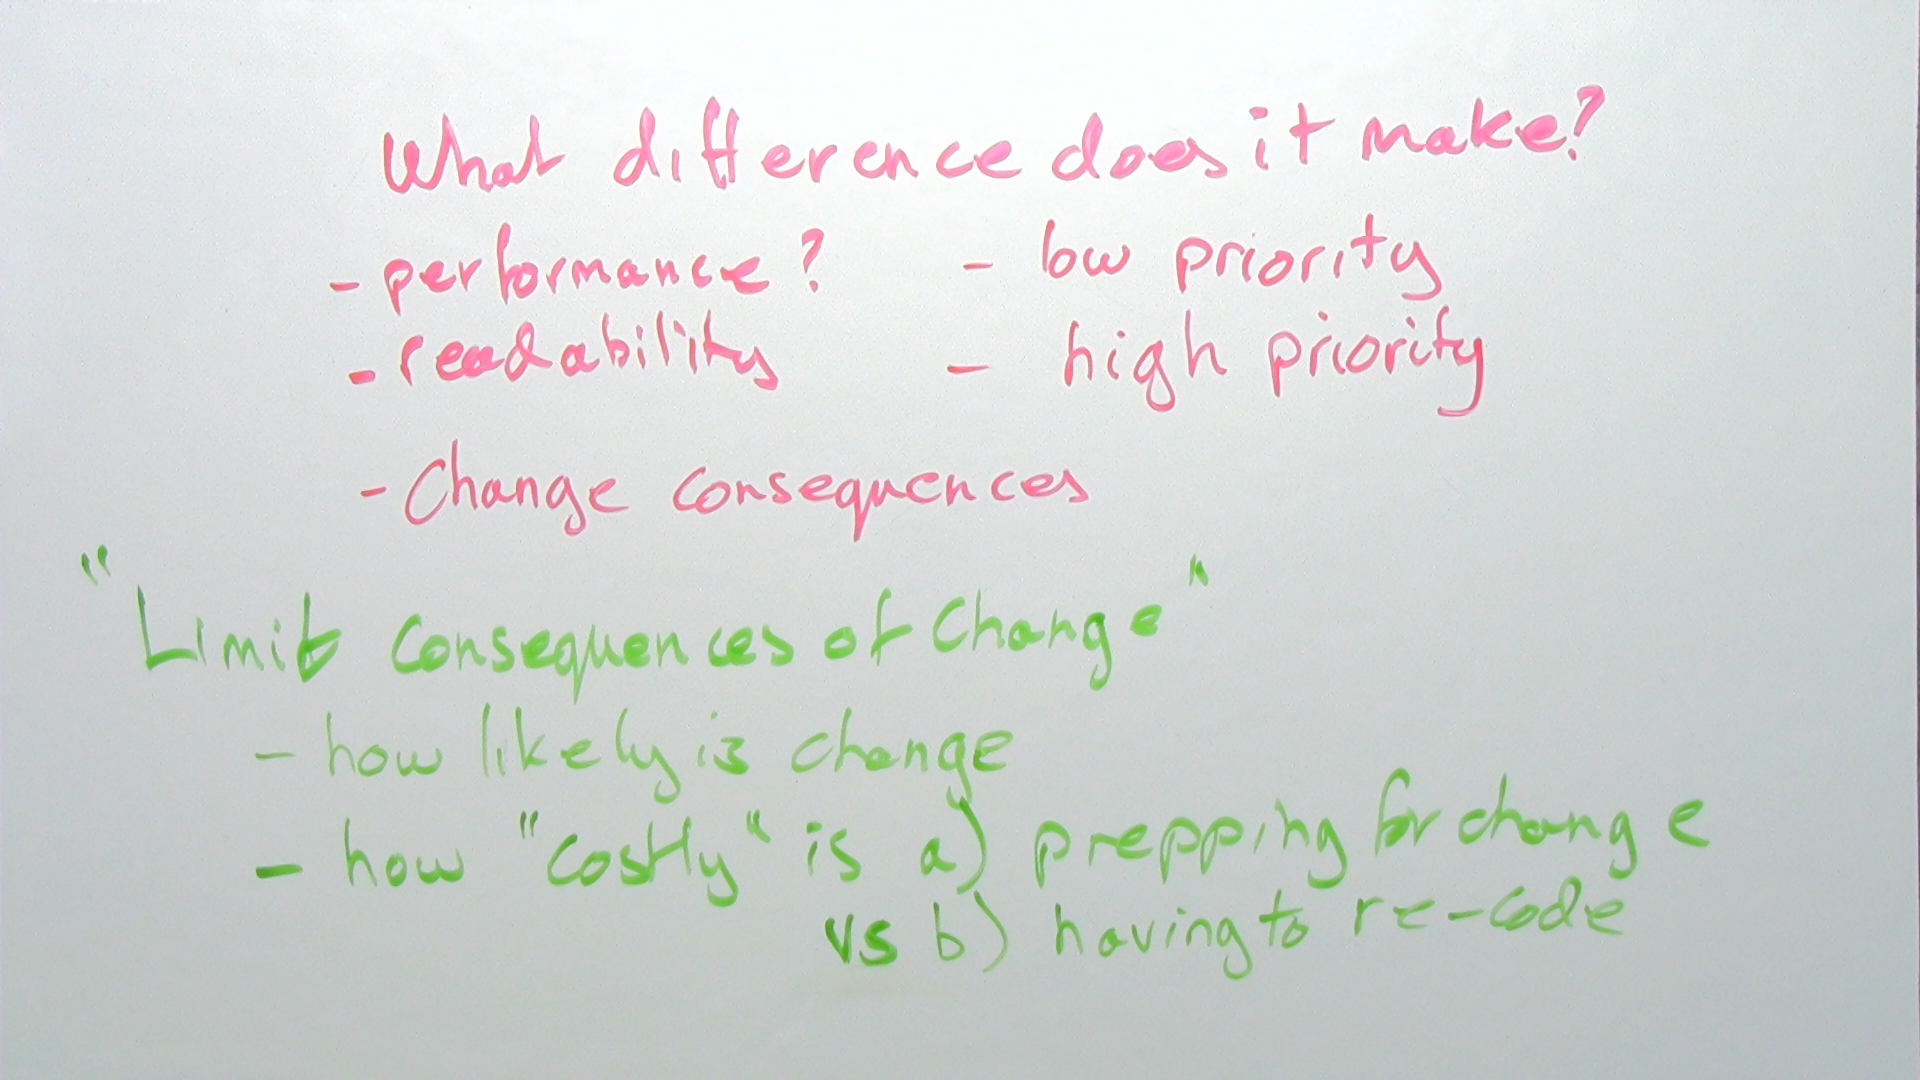 What difference does it make?
- performance? - low priority
- readability - high priority
- Change consequences
"Limit consequences of Change"
- how likely is change
- how "costly" is a) prepping for change
vs b) having to re-code